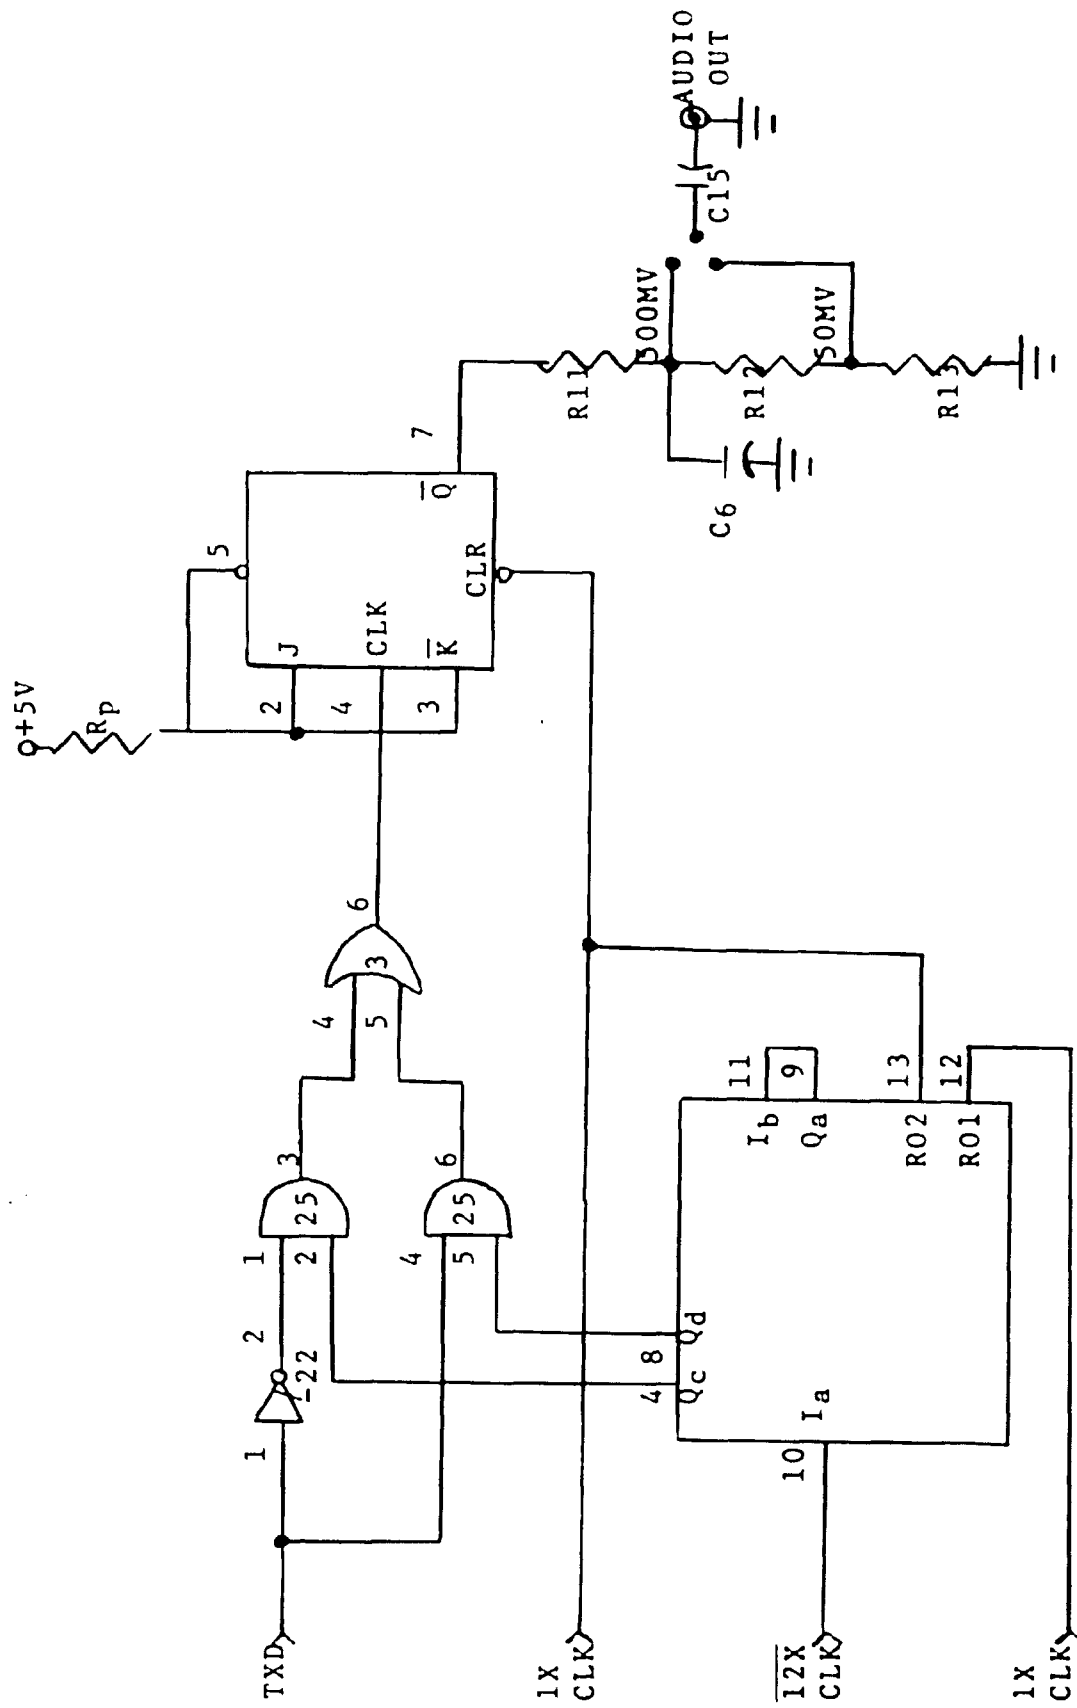 +5V
Rp
TXD
1
2
-22
1
2
25
3
4
5
25
6
4
5
3
6
2
J
4
CLK
3
K̅
5
CLR
Q̅
7
1X
CLK
R11
500MV
C6
R12
50MV
R13
C15
AUDIO
OUT
4
Qc
8
Qd
12X̅
CLK
10
Ia
Ib
11
Qa
9
RO2
13
RO1
12
1X
CLK